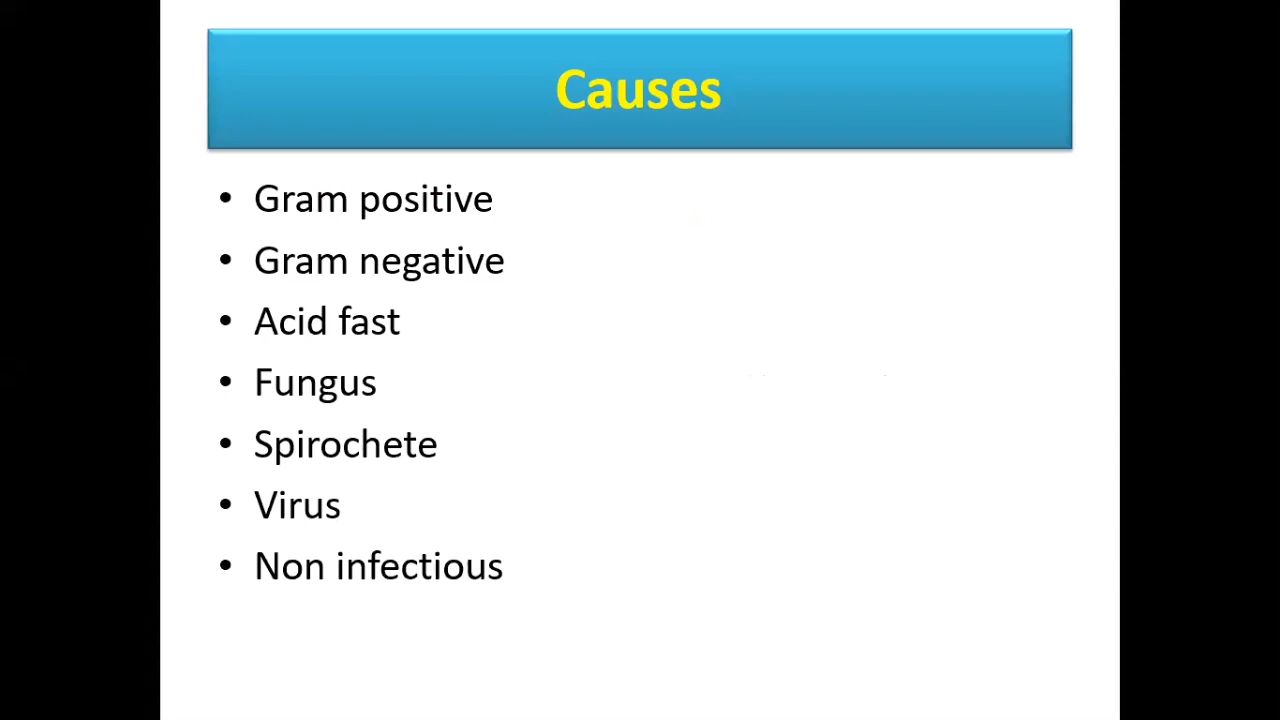 Causes
• Gram positive
• Gram negative
• Acid fast
• Fungus
• Spirochete
• Virus
• Non infectious